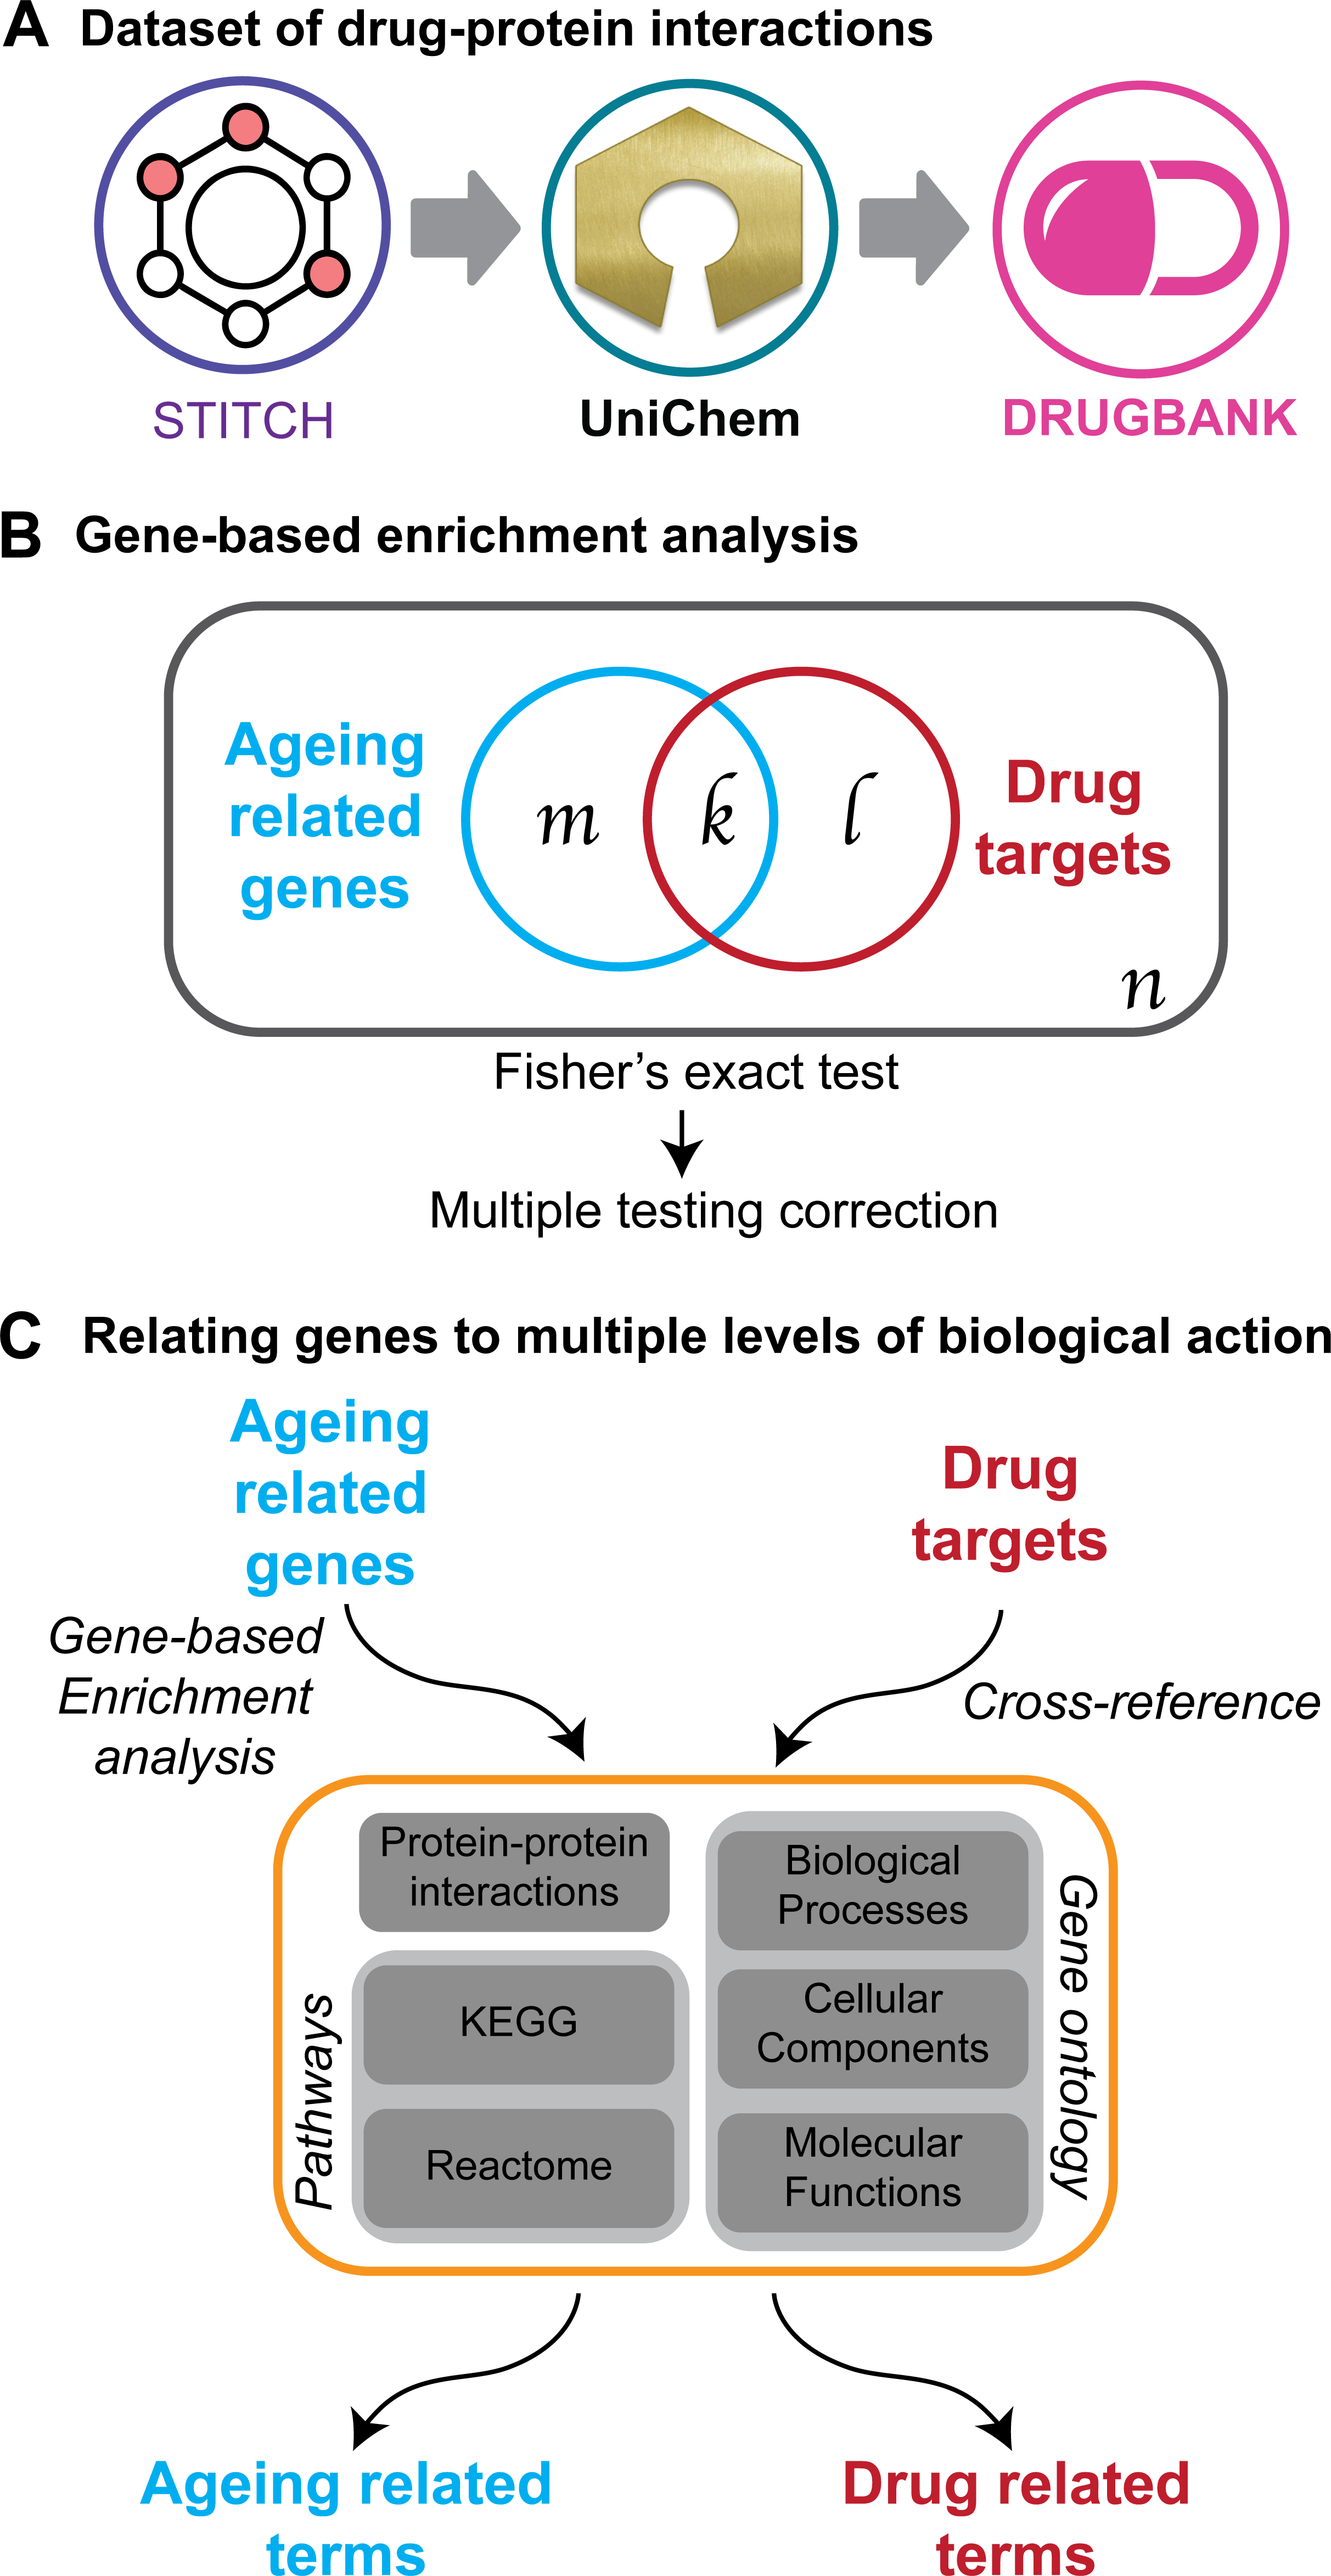 A Dataset of drug-protein interactions
STITCH
UniChem
DRUGBANK
B Gene-based enrichment analysis
Ageing
related
genes
m
k
l
Drug
targets
n
Fisher’s exact test
Multiple testing correction
C Relating genes to multiple levels of biological action
Ageing
related
genes
Drug
targets
Gene-based
Enrichment
analysis
Cross-reference
Protein-protein
interactions
Pathways
KEGG
Reactome
Biological
Processes
Cellular
Components
Molecular
Functions
Gene ontology
Ageing related
terms
Drug related
terms